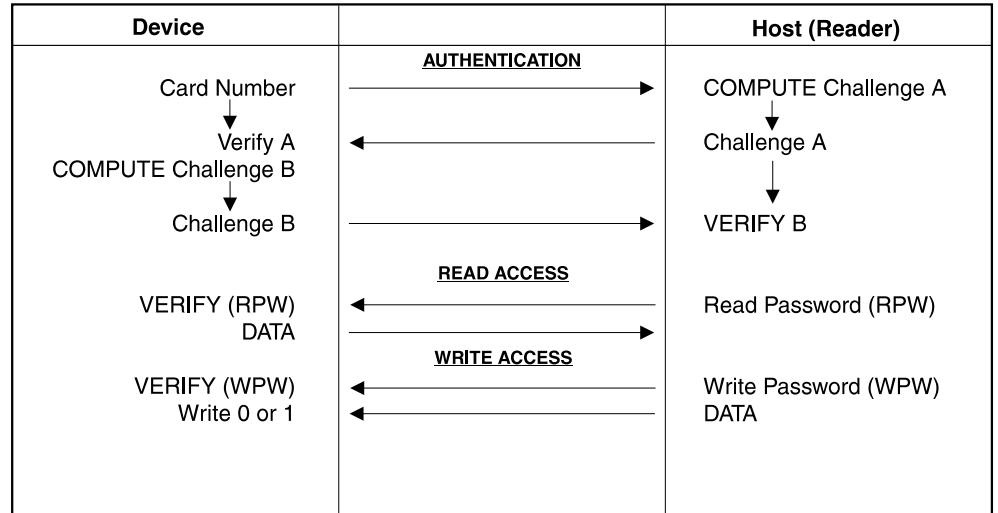 Device Host (Reader)
AUTHENTICATION
Card Number COMPUTE Challenge A
Verify A Challenge A
COMPUTE Challenge B
Challenge B VERIFY B
READ ACCESS
VERIFY (RPW) Read Password (RPW)
DATA
WRITE ACCESS
VERIFY (WPW) Write Password (WPW)
Write 0 or 1 DATA